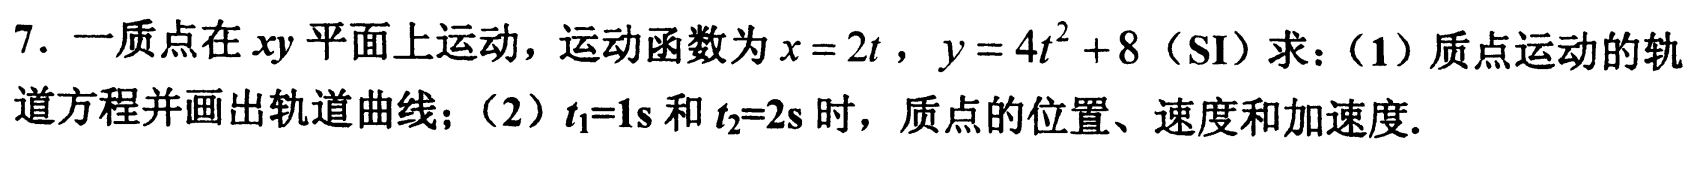 7. 一质点在 xy 平面上运动，运动函数为 x = 2t ，y = 4t² + 8（SI）求：（1）质点运动的轨
道方程并画出轨道曲线；（2）t₁=1s 和 t₂=2s 时，质点的位置、速度和加速度.